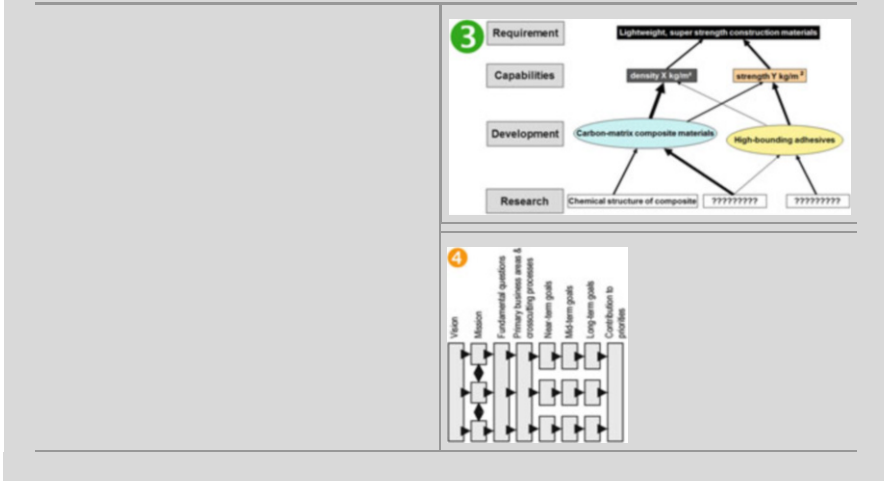 3
Requirement
Lightweight, super strength construction materials
Capabilities
density X kg/m³
strength Y kg/m²
Development
Carbon-matrix composite materials
High-bounding adhesives
Research
Chemical structure of composite
?????????
?????????
4
Vision
Mission
Fundamental questions
Primary business areas &
crosscutting processes
Near-term goals
Mid-term goals
Long-term goals
Contribution to
priorities